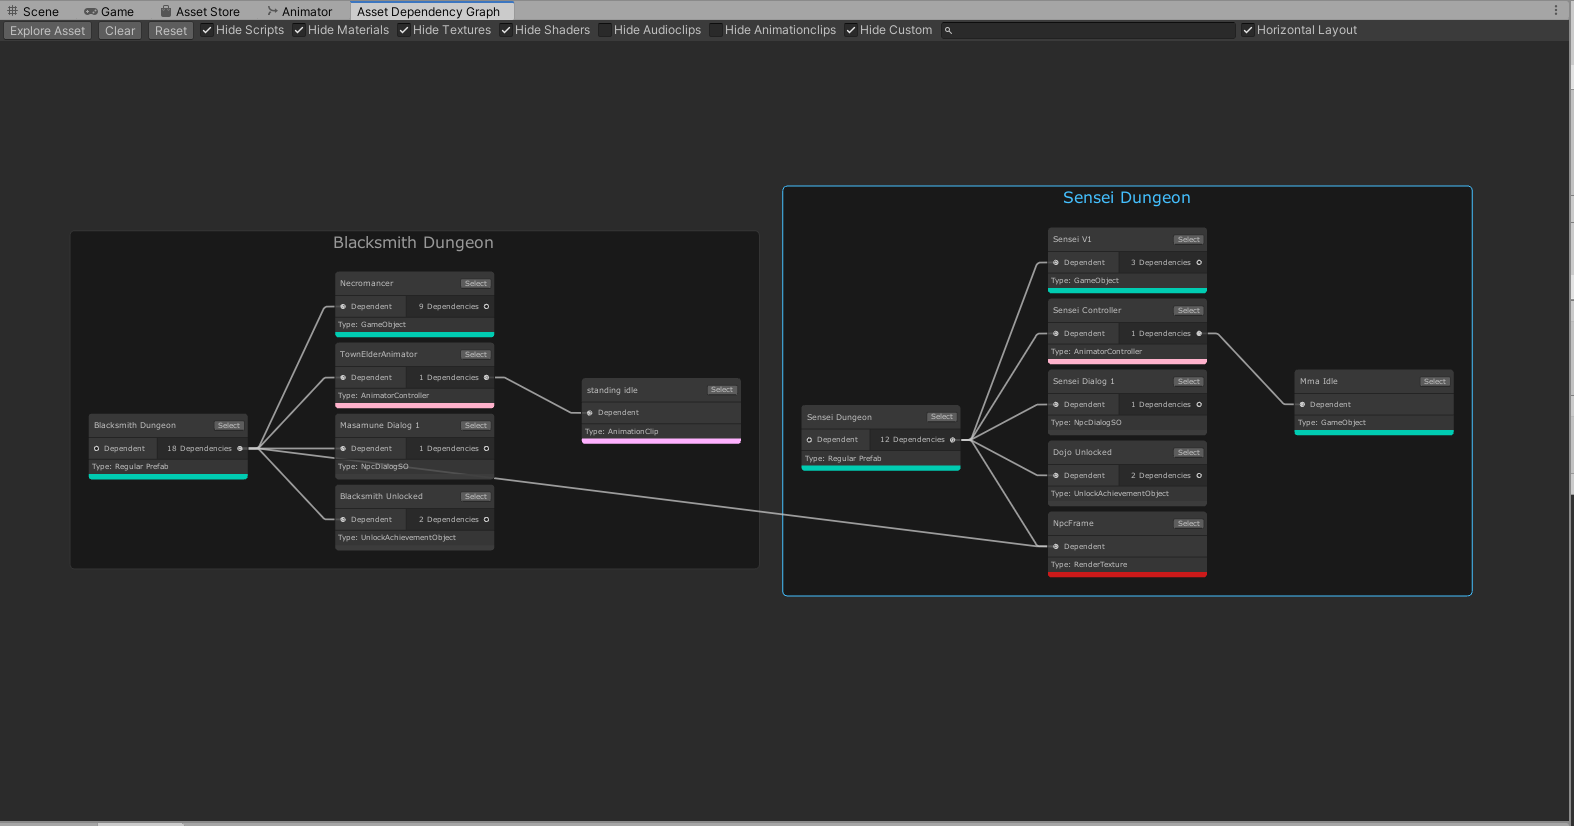 Scene Game Asset Store Animator Asset Dependency Graph
Explore Asset Clear Reset Hide Scripts Hide Materials Hide Textures Hide Shaders Hide Audioclips Hide Animationclips Hide Custom Horizontal Layout
Blacksmith Dungeon
Blacksmith Dungeon Select
Dependent 18 Dependencies
Type: Regular Prefab
Necromancer Select
Dependent 9 Dependencies
Type: GameObject
TownElderAnimator Select
Dependent 1 Dependencies
Type: AnimatorController
Masamune Dialog 1 Select
Dependent 1 Dependencies
Type: NpcDialogSO
Blacksmith Unlocked Select
Dependent 2 Dependencies
Type: UnlockAchievementObject
standing idle Select
Dependent
Type: AnimationClip
Sensei Dungeon
Sensei Dungeon Select
Dependent 12 Dependencies
Type: Regular Prefab
Sensei V1 Select
Dependent 3 Dependencies
Type: GameObject
Sensei Controller Select
Dependent 1 Dependencies
Type: AnimatorController
Sensei Dialog 1 Select
Dependent 1 Dependencies
Type: NpcDialogSO
Dojo Unlocked Select
Dependent 2 Dependencies
Type: UnlockAchievementObject
NpcFrame Select
Dependent
Type: RenderTexture
Mma Idle Select
Dependent
Type: GameObject